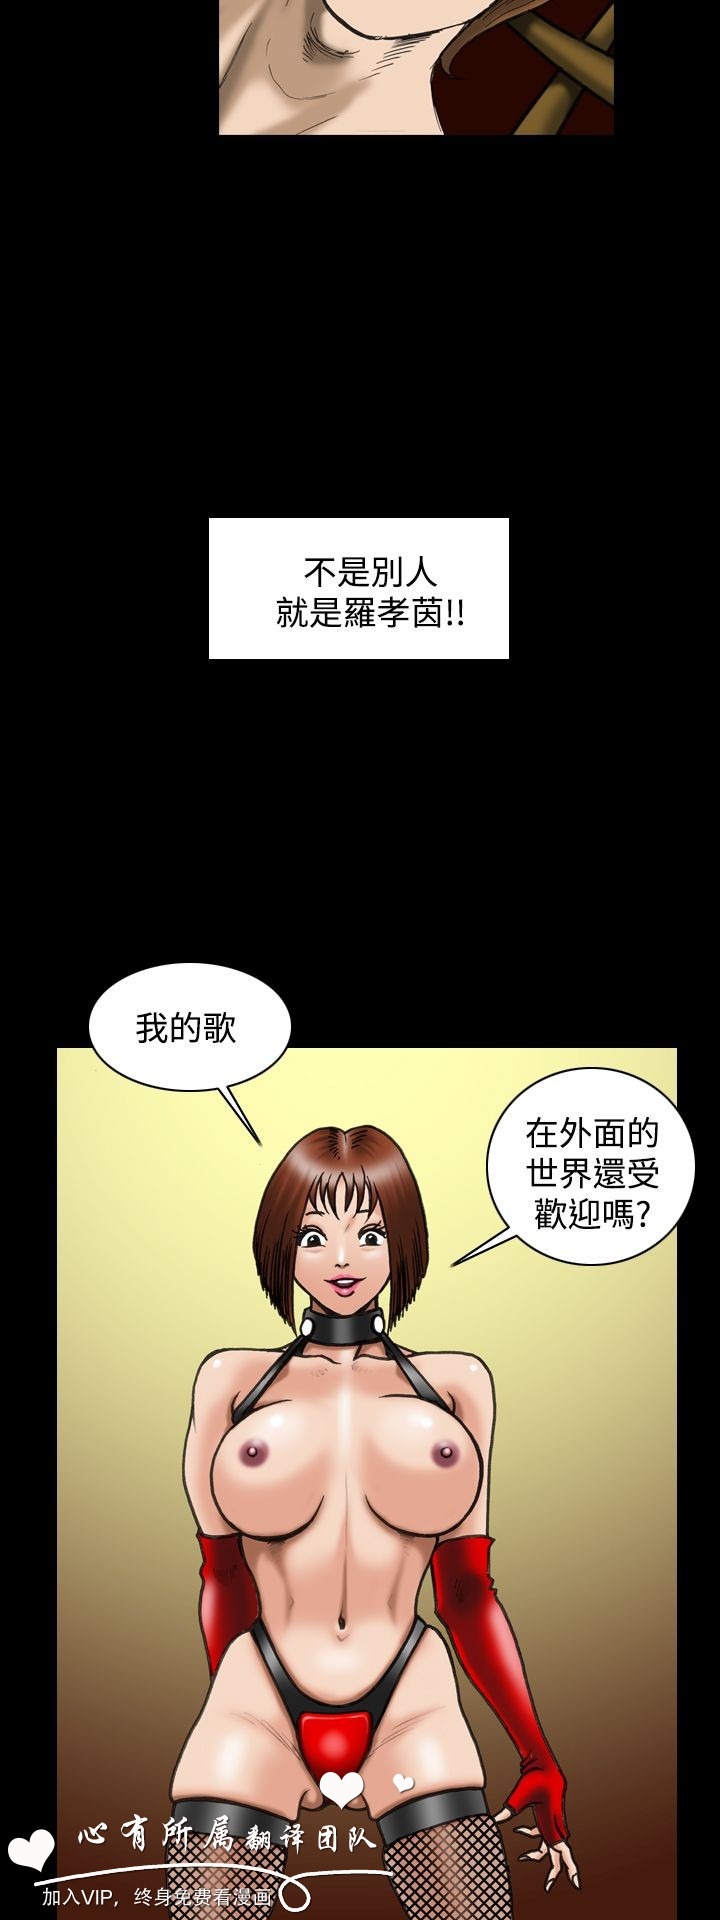 不是別人
就是羅孝茵!!
我的歌
在外面的
世界還受
歡迎嗎?
心有所属翻译团队
加入VIP，终身免费看漫画